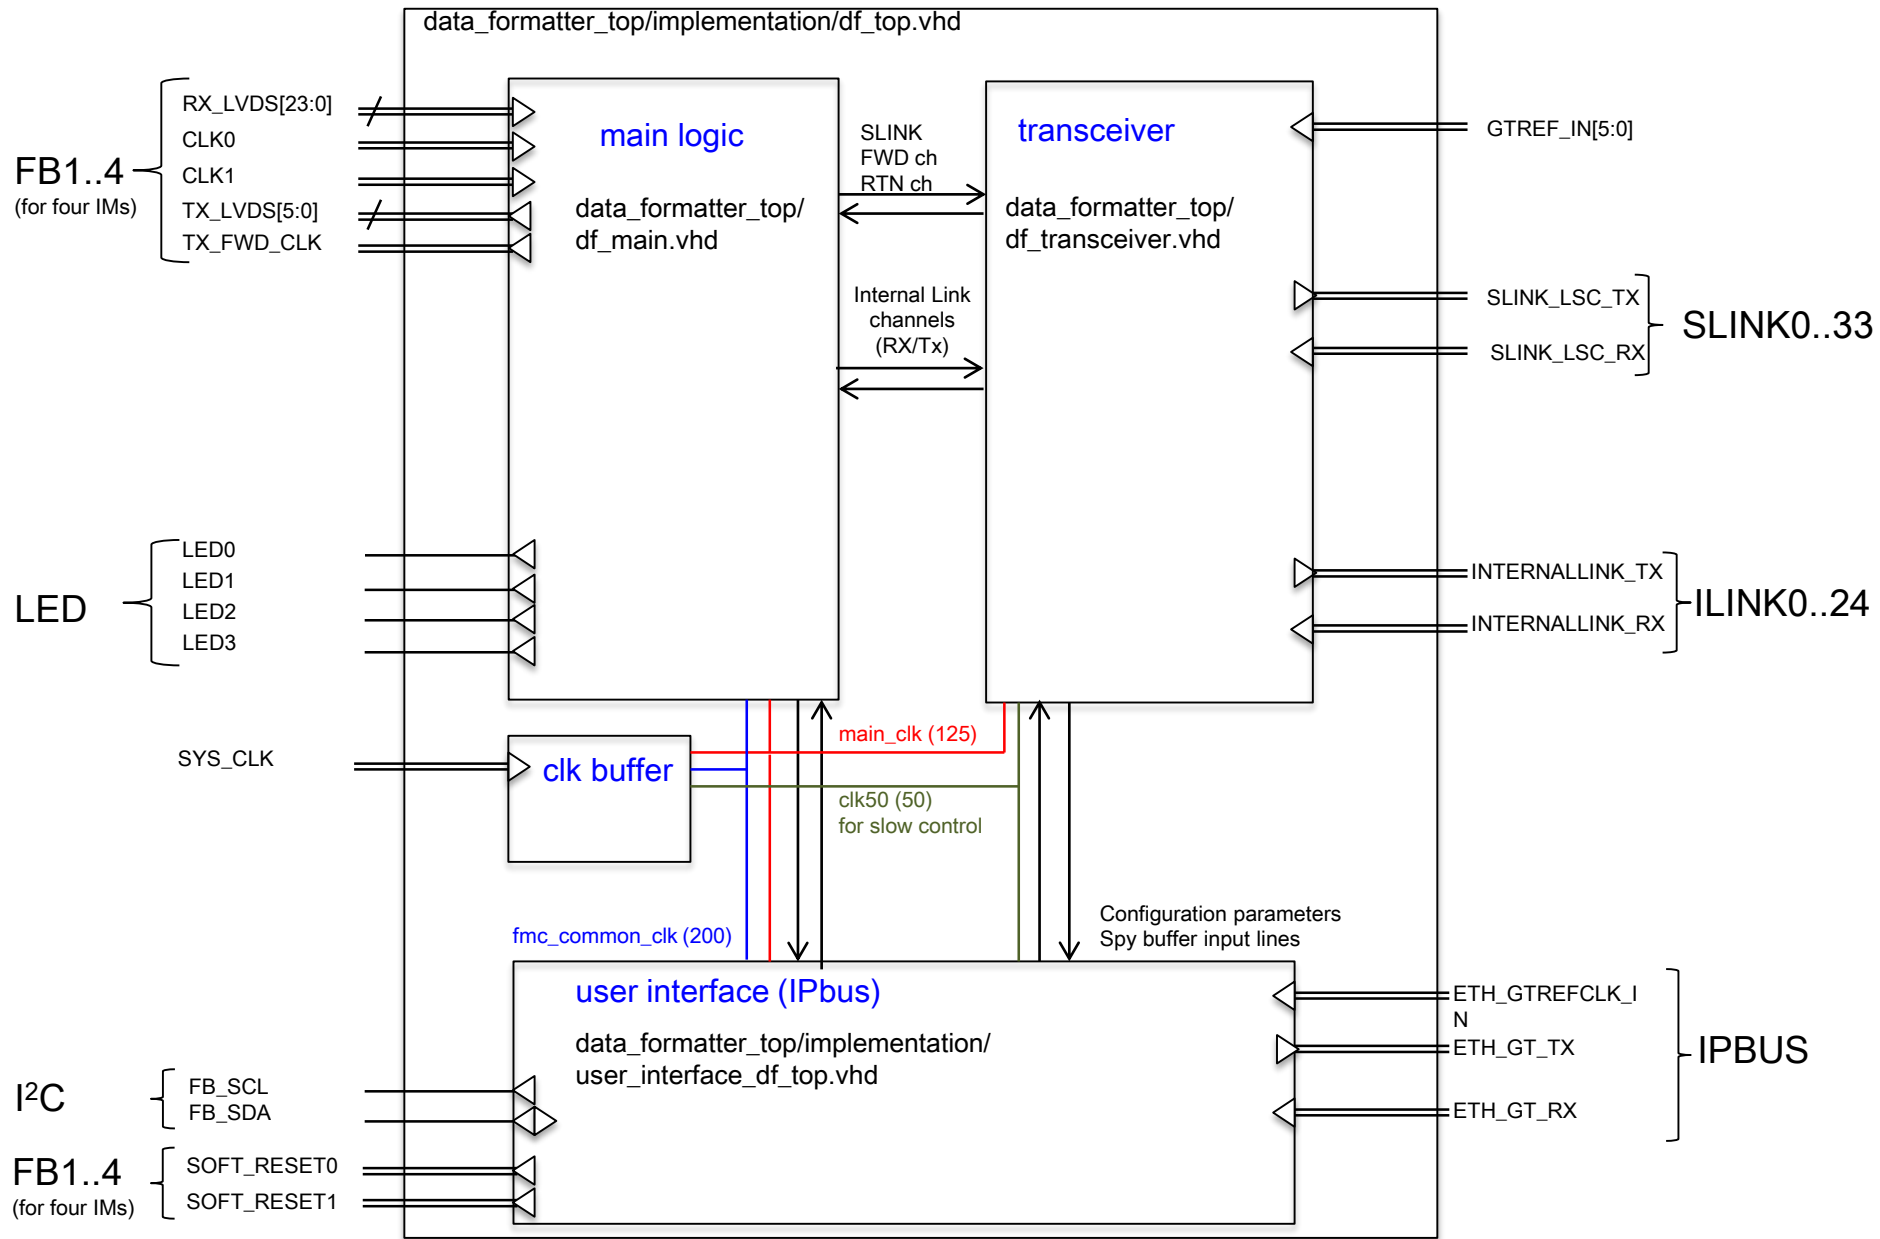 data_formatter_top/implementation/df_top.vhd
FB1..4
(for four IMs)
RX_LVDS[23:0]
CLK0
CLK1
TX_LVDS[5:0]
TX_FWD_CLK
main logic
data_formatter_top/
df_main.vhd
SLINK
FWD ch
RTN ch
Internal Link
channels
(RX/Tx)
transceiver
data_formatter_top/
df_transceiver.vhd
GTREF_IN[5:0]
SLINK_LSC_TX
SLINK_LSC_RX
SLINK0..33
INTERNALLINK_TX
INTERNALLINK_RX
ILINK0..24
LED
LED0
LED1
LED2
LED3
SYS_CLK
clk buffer
main_clk (125)
clk50 (50)
for slow control
fmc_common_clk (200)
Configuration parameters
Spy buffer input lines
user interface (IPbus)
data_formatter_top/implementation/
user_interface_df_top.vhd
ETH_GTREFCLK_I
N
ETH_GT_TX
ETH_GT_RX
IPBUS
I²C
FB_SCL
FB_SDA
FB1..4
(for four IMs)
SOFT_RESET0
SOFT_RESET1